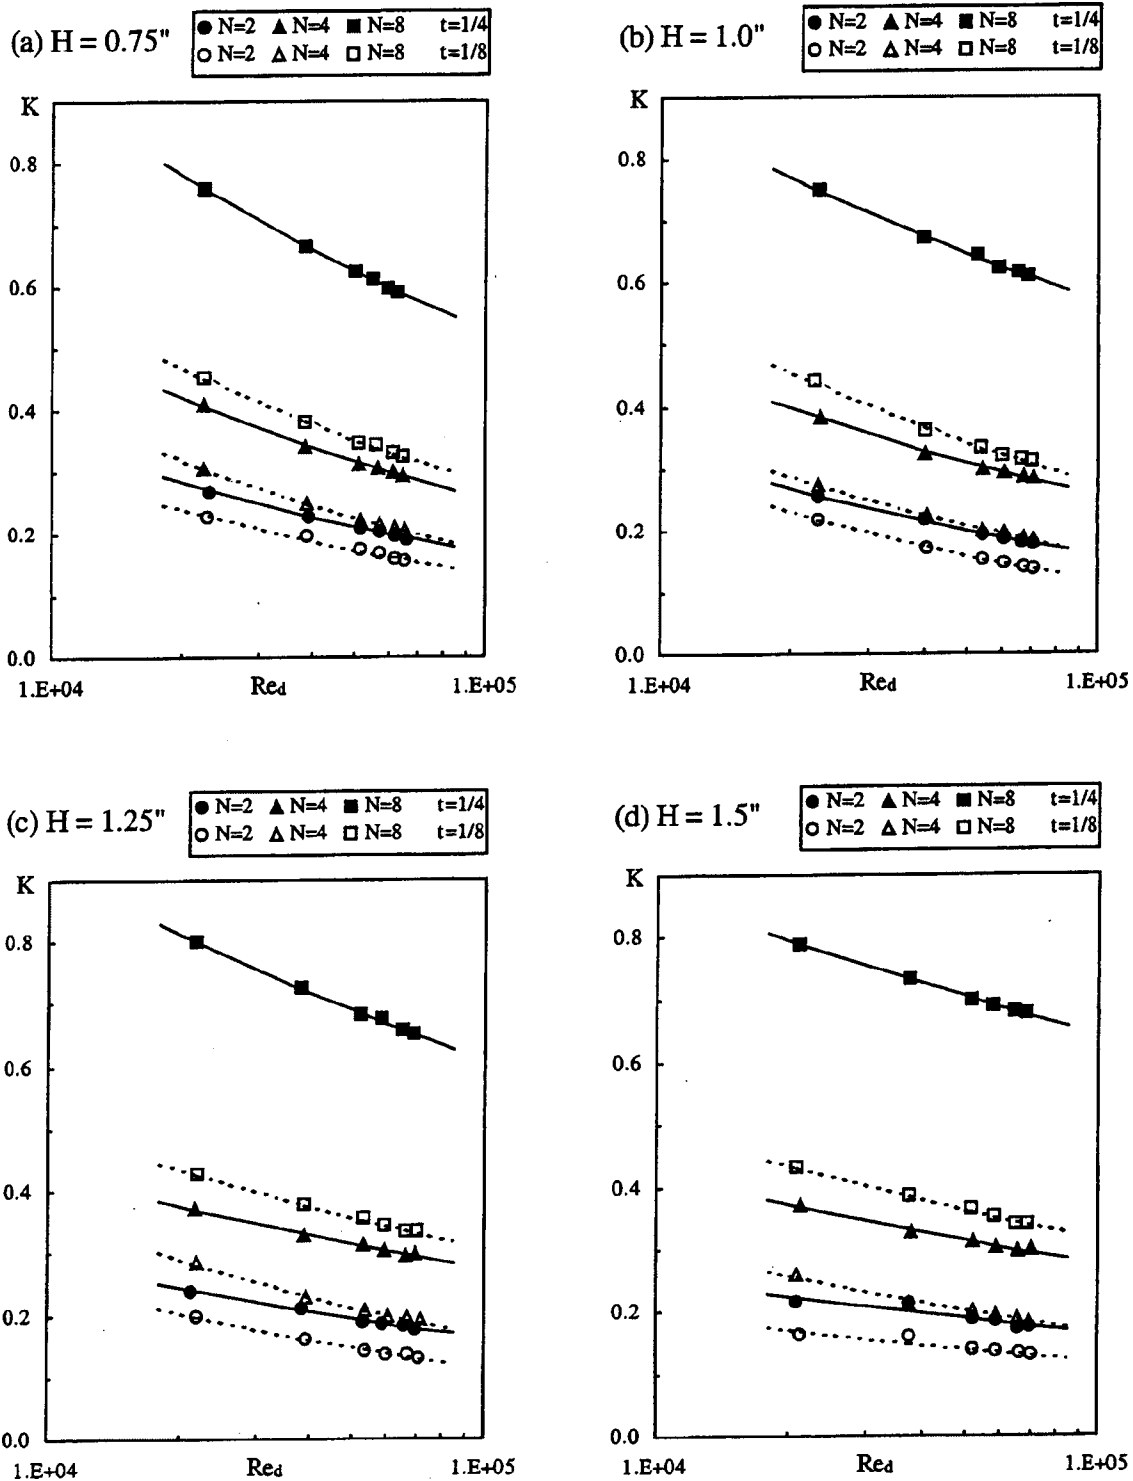 (a) H = 0.75"
N=2 N=4 N=8 t=1/4
N=2 N=4 N=8 t=1/8
K
0.8
0.6
0.4
0.2
0.0
1.E+04 Red 1.E+05
(b) H = 1.0"
N=2 N=4 N=8 t=1/4
N=2 N=4 N=8 t=1/8
K
0.8
0.6
0.4
0.2
0.0
1.E+04 Red 1.E+05
(c) H = 1.25"
N=2 N=4 N=8 t=1/4
N=2 N=4 N=8 t=1/8
K
0.8
0.6
0.4
0.2
0.0
1.E+04 Red 1.E+05
(d) H = 1.5"
N=2 N=4 N=8 t=1/4
N=2 N=4 N=8 t=1/8
K
0.8
0.6
0.4
0.2
0.0
1.E+04 Red 1.E+05